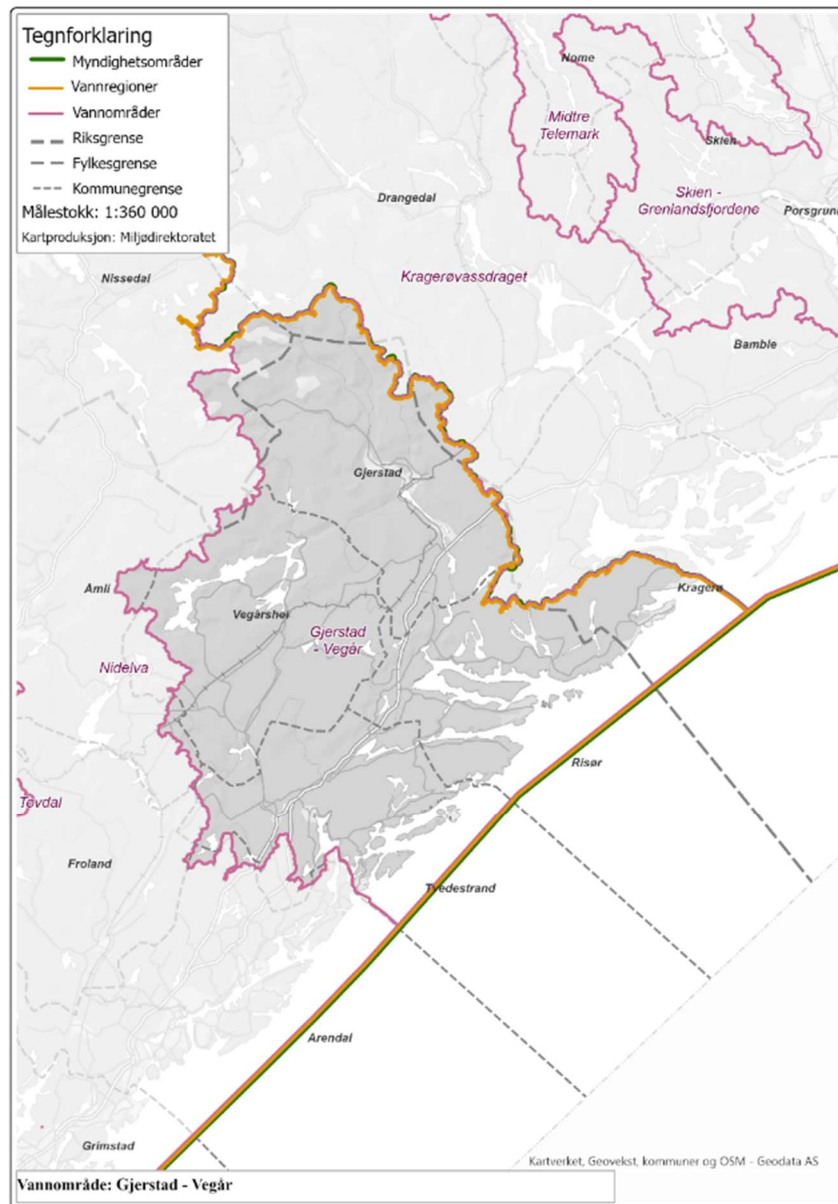 Tegnforklaring
Myndighetsområder
Vannregioner
Vannområder
Riksgrense
Fylkesgrense
Kommunegrense
Målestokk: 1:360 000
Kartproduksjon: Miljødirektoratet
Nome
Midtre
Telemark
Skien
Drangedal
Skien -
Grenlandsfjordene
Porsgrunn
Nissedal
Kragerøvassdraget
Bamble
Gjerstad
Åmli
Kragerø
Vegårshei
Gjerstad
- Vegår
Nidelva
Risør
Tovdal
Froland
Tvedestrand
Arendal
Grimstad
Kartverket, Geovekst, kommuner og OSM - Geodata AS
Vannområde: Gjerstad - Vegår